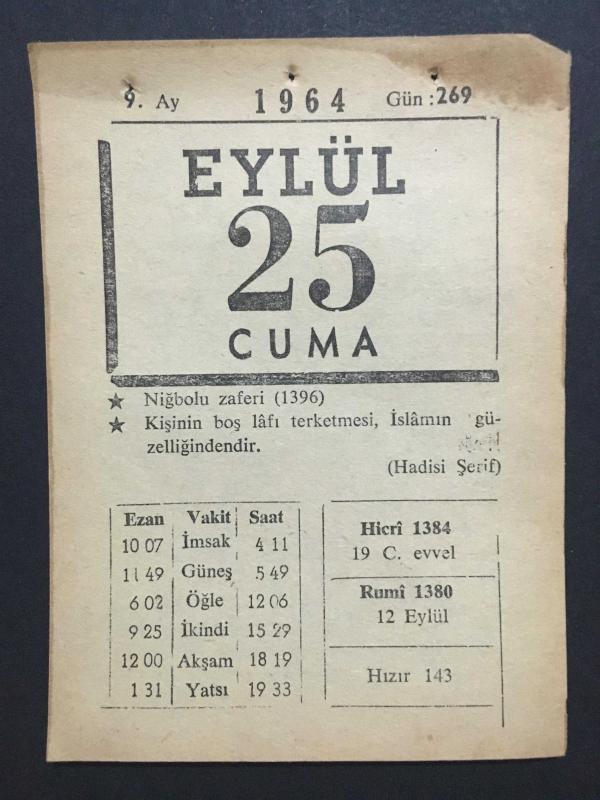 9. Ay 1964 Gün : 269
EYLÜL
25
CUMA
★ Niğbolu zaferi (1396)
★ Kişinin boş lâfı terketmesi, İslâmın gü-
zelliğindendir.
(Hadisi Şerif)
Ezan Vakit Saat
10 07 İmsak 4 11
11 49 Güneş 5 49
6 02 Öğle 12 06
9 25 İkindi 15 29
12 00 Akşam 18 19
1 31 Yatsı 19 33
Hicrî 1384
19 C. evvel
Rumî 1380
12 Eylül
Hızır 143